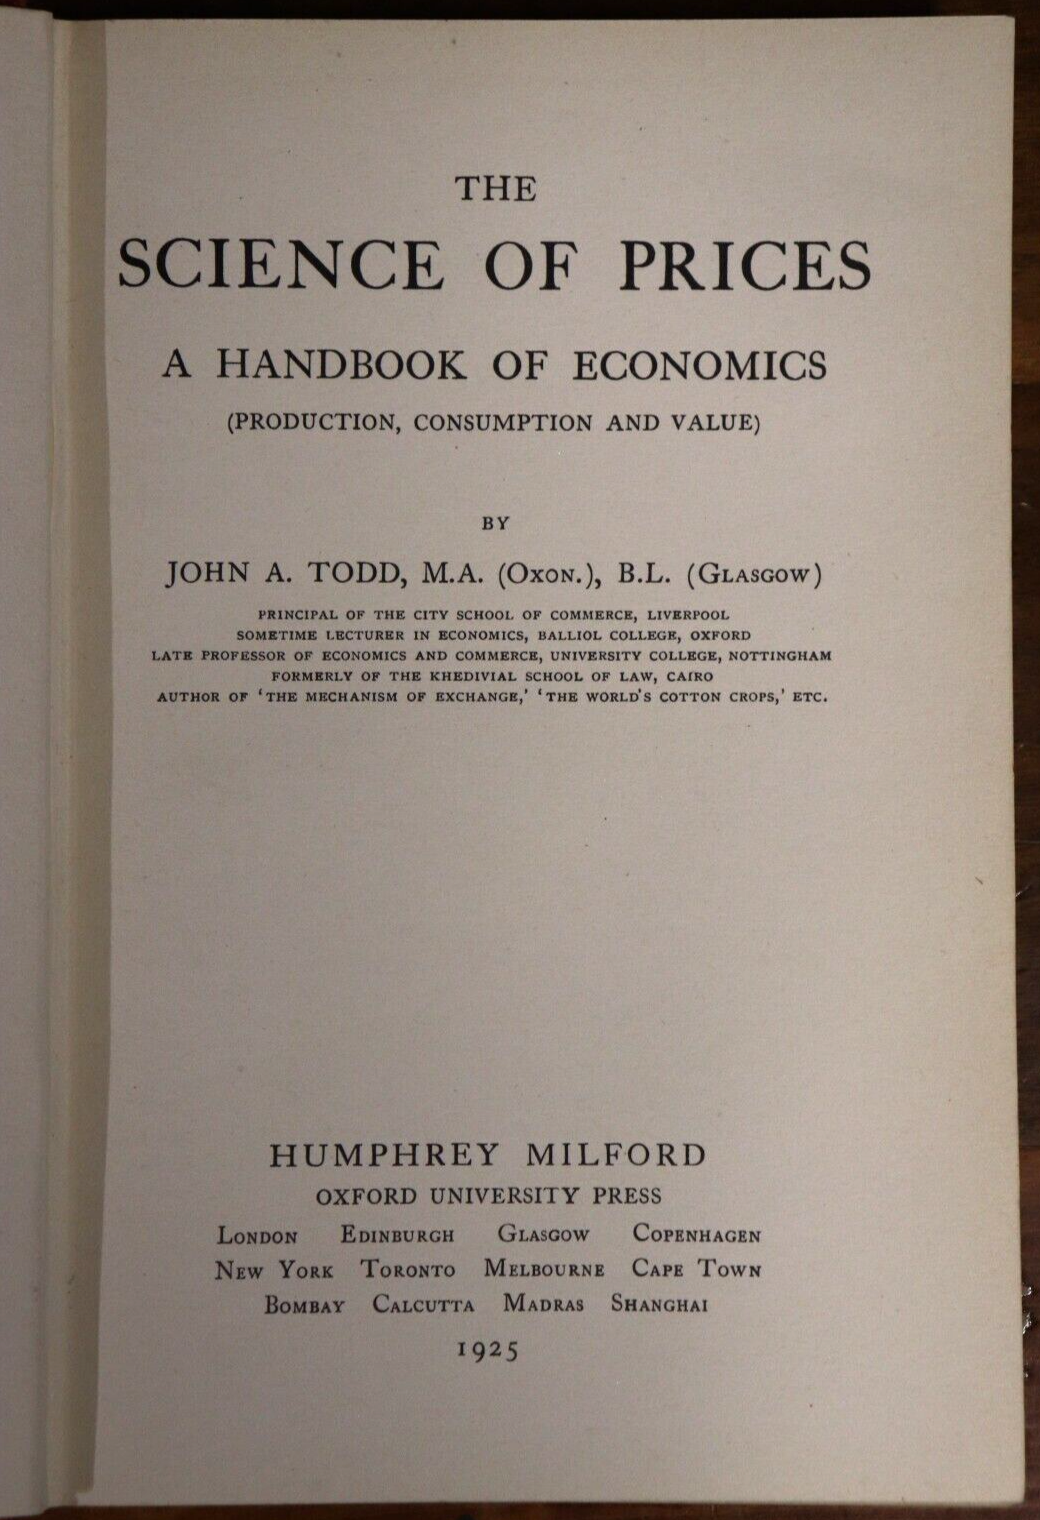 THE
SCIENCE OF PRICES
A HANDBOOK OF ECONOMICS
(PRODUCTION, CONSUMPTION AND VALUE)
BY
JOHN A. TODD, M.A. (OXON.), B.L. (GLASGOW)
PRINCIPAL OF THE CITY SCHOOL OF COMMERCE, LIVERPOOL
SOMETIME LECTURER IN ECONOMICS, BALLIOL COLLEGE, OXFORD
LATE PROFESSOR OF ECONOMICS AND COMMERCE, UNIVERSITY COLLEGE, NOTTINGHAM
FORMERLY OF THE KHEDIVIAL SCHOOL OF LAW, CAIRO
AUTHOR OF ‘THE MECHANISM OF EXCHANGE,’ ‘THE WORLD'S COTTON CROPS,’ ETC.
HUMPHREY MILFORD
OXFORD UNIVERSITY PRESS
LONDON EDINBURGH GLASGOW COPENHAGEN
NEW YORK TORONTO MELBOURNE CAPE TOWN
BOMBAY CALCUTTA MADRAS SHANGHAI
1925